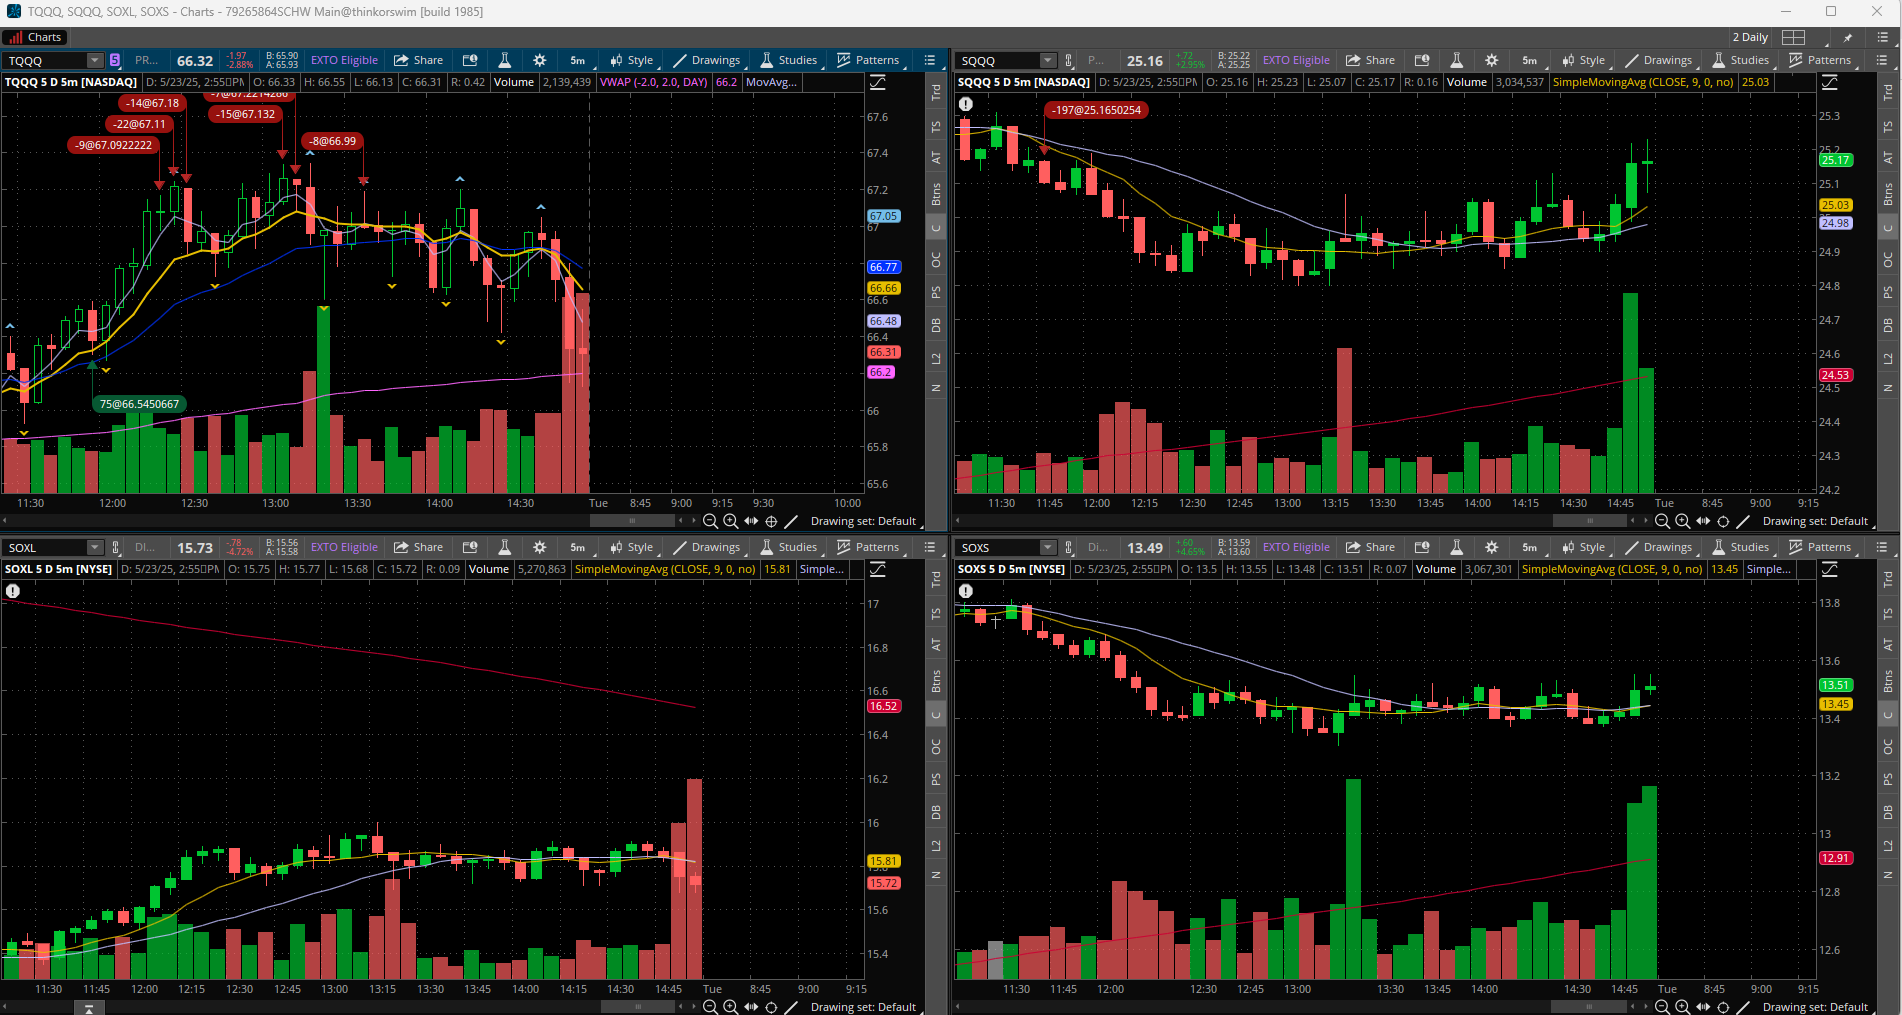 TQQQ, SQQQ, SOXL, SOXS - Charts - 79265864SCHW Main@thinkorswim [build 1985]
Charts
2 Daily
TQQQ
5
PR...
66.32
-1.97
-2.88%
B: 65.90
A: 65.93
EXTO Eligible
Share
5m
Style
Drawings
Studies
Patterns
TQQQ 5 D 5m [NASDAQ]
D: 5/23/25, 2:55 PM
O: 66.33
H: 66.55
L: 66.13
C: 66.31
R: 0.42
Volume
2,139,439
VWAP (-2.0, 2.0, DAY)
66.2
MovAvg...
-14@67.18
-22@67.11
-9@67.0922222
-7@67.2214286
-15@67.132
-8@66.99
75@66.5450667
67.6
67.4
67.2
67.05
67
66.77
66.66
66.6
66.48
66.4
66.31
66.2
66
65.8
65.6
11:30
12:00
12:30
13:00
13:30
14:00
14:30
Tue
8:45
9:00
9:15
9:30
10:00
Drawing set: Default
Trd
TS
AT
Btns
C
OC
PS
DB
L2
N
SQQQ
P...
25.16
+.72
+2.95%
B: 25.22
A: 25.25
EXTO Eligible
Share
5m
Style
Drawings
Studies
Patterns
SQQQ 5 D 5m [NASDAQ]
D: 5/23/25, 2:55 PM
O: 25.16
H: 25.23
L: 25.07
C: 25.17
R: 0.16
Volume
3,034,537
SimpleMovingAvg (CLOSE, 9, 0, no)
25.03
-197@25.1650254
25.3
25.2
25.17
25.1
25.03
24.98
24.9
24.8
24.7
24.6
24.53
24.5
24.4
24.3
24.2
11:30
11:45
12:00
12:15
12:30
12:45
13:00
13:15
13:30
13:45
14:00
14:15
14:30
14:45
Tue
8:45
9:00
9:15
Drawing set: Default
Trd
TS
AT
Btns
C
OC
PS
DB
L2
N
SOXL
DI...
15.73
-.78
-4.72%
B: 15.56
A: 15.58
EXTO Eligible
Share
5m
Style
Drawings
Studies
Patterns
SOXL 5 D 5m [NYSE]
D: 5/23/25, 2:55 PM
O: 15.75
H: 15.77
L: 15.68
C: 15.72
R: 0.09
Volume
5,270,863
SimpleMovingAvg (CLOSE, 9, 0, no)
15.81
Simple...
17
16.8
16.6
16.52
16.4
16.2
16
15.81
15.8
15.72
15.6
15.4
11:30
11:45
12:00
12:15
12:30
12:45
13:00
13:15
13:30
13:45
14:00
14:15
14:30
14:45
Tue
8:45
9:00
9:15
Drawing set: Default
Trd
TS
AT
Btns
C
OC
PS
DB
L2
N
SOXS
Di...
13.49
+.60
+4.65%
B: 13.59
A: 13.60
EXTO Eligible
Share
5m
Style
Drawings
Studies
Patterns
SOXS 5 D 5m [NYSE]
D: 5/23/25, 2:55 PM
O: 13.5
H: 13.55
L: 13.48
C: 13.51
R: 0.07
Volume
3,067,301
SimpleMovingAvg (CLOSE, 9, 0, no)
13.45
Simple...
13.8
13.6
13.51
13.45
13.4
13.2
13
12.91
12.8
12.6
11:30
11:45
12:00
12:30
12:45
13:00
13:30
13:45
14:00
14:30
14:45
Tue
8:45
9:00
9:15
Drawing set: Default
Trd
TS
AT
Btns
C
OC
PS
DB
L2
N